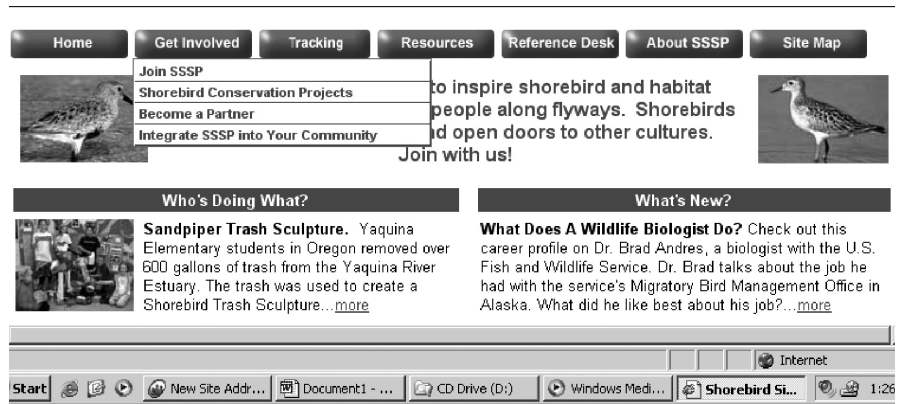 Home Get Involved Tracking Resources Reference Desk About SSSP Site Map
Join SSSP
Shorebird Conservation Projects
Become a Partner
Integrate SSSP into Your Community
to inspire shorebird and habitat
people along flyways. Shorebirds
nd open doors to other cultures.
Join with us!
Who's Doing What?
Sandpiper Trash Sculpture. Yaquina
Elementary students in Oregon removed over
600 gallons of trash from the Yaquina River
Estuary. The trash was used to create a
Shorebird Trash Sculpture...more
What's New?
What Does A Wildlife Biologist Do? Check out this
career profile on Dr. Brad Andres, a biologist with the U.S.
Fish and Wildlife Service. Dr. Brad talks about the job he
had with the service's Migratory Bird Management Office in
Alaska. What did he like best about his job?...more
Internet
Start New Site Addr... Document1 - ... CD Drive (D:) Windows Medi... Shorebird Si... 1:26